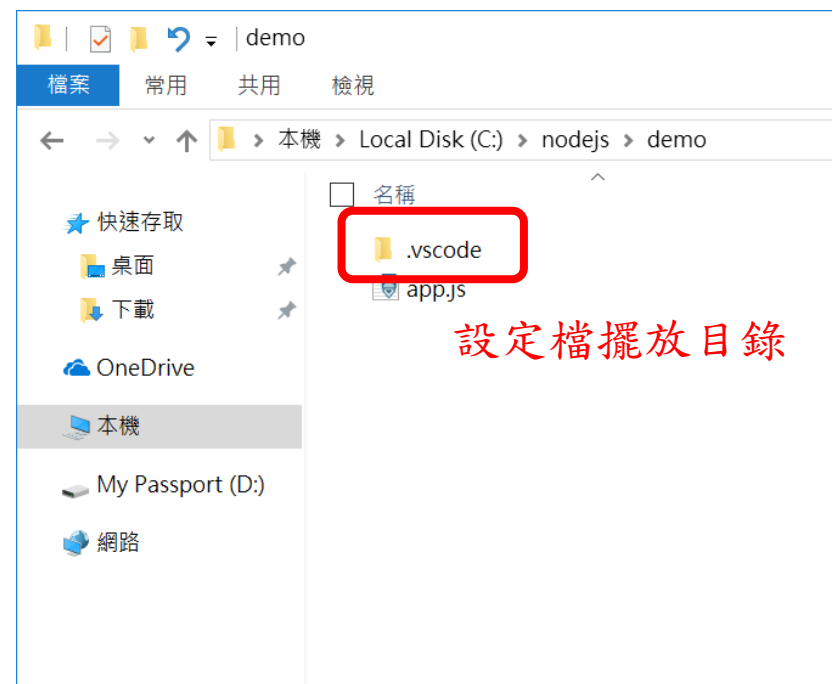 demo
檔案 常用 共用 檢視
本機 Local Disk (C:) nodejs demo
名稱
快速存取
.vscode
桌面
app.js
下載
設定檔擺放目錄
OneDrive
本機
My Passport (D:)
網路